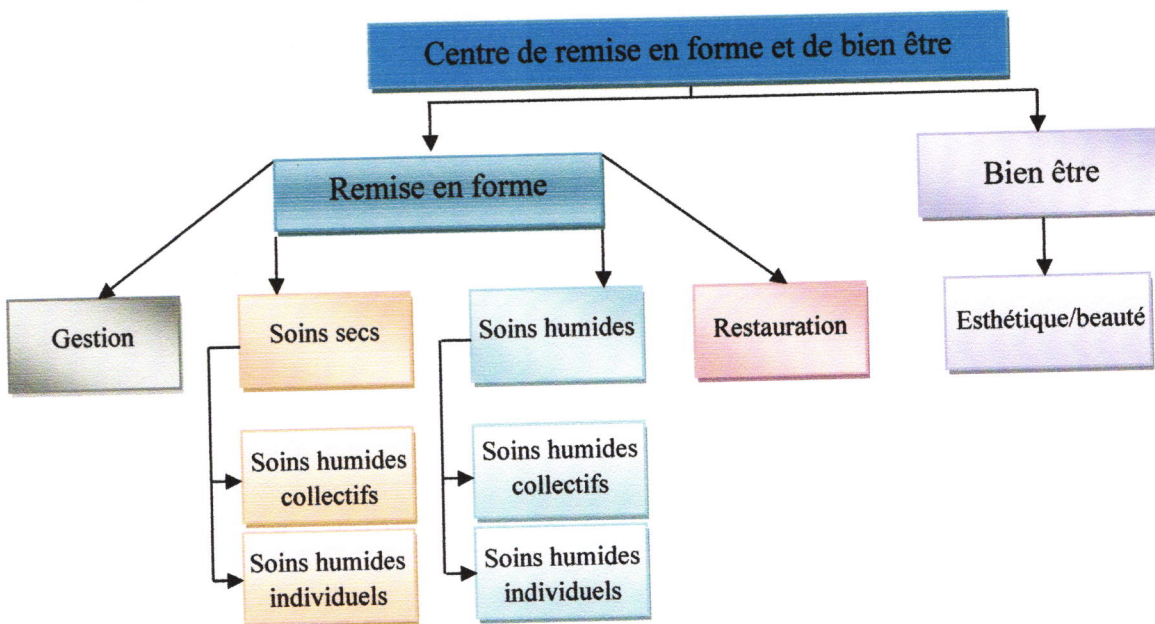 Centre de remise en forme et de bien être
Remise en forme
Bien être
Gestion
Soins secs
Soins humides
Restauration
Esthétique/beauté
Soins humides
collectifs
Soins humides
collectifs
Soins humides
individuels
Soins humides
individuels